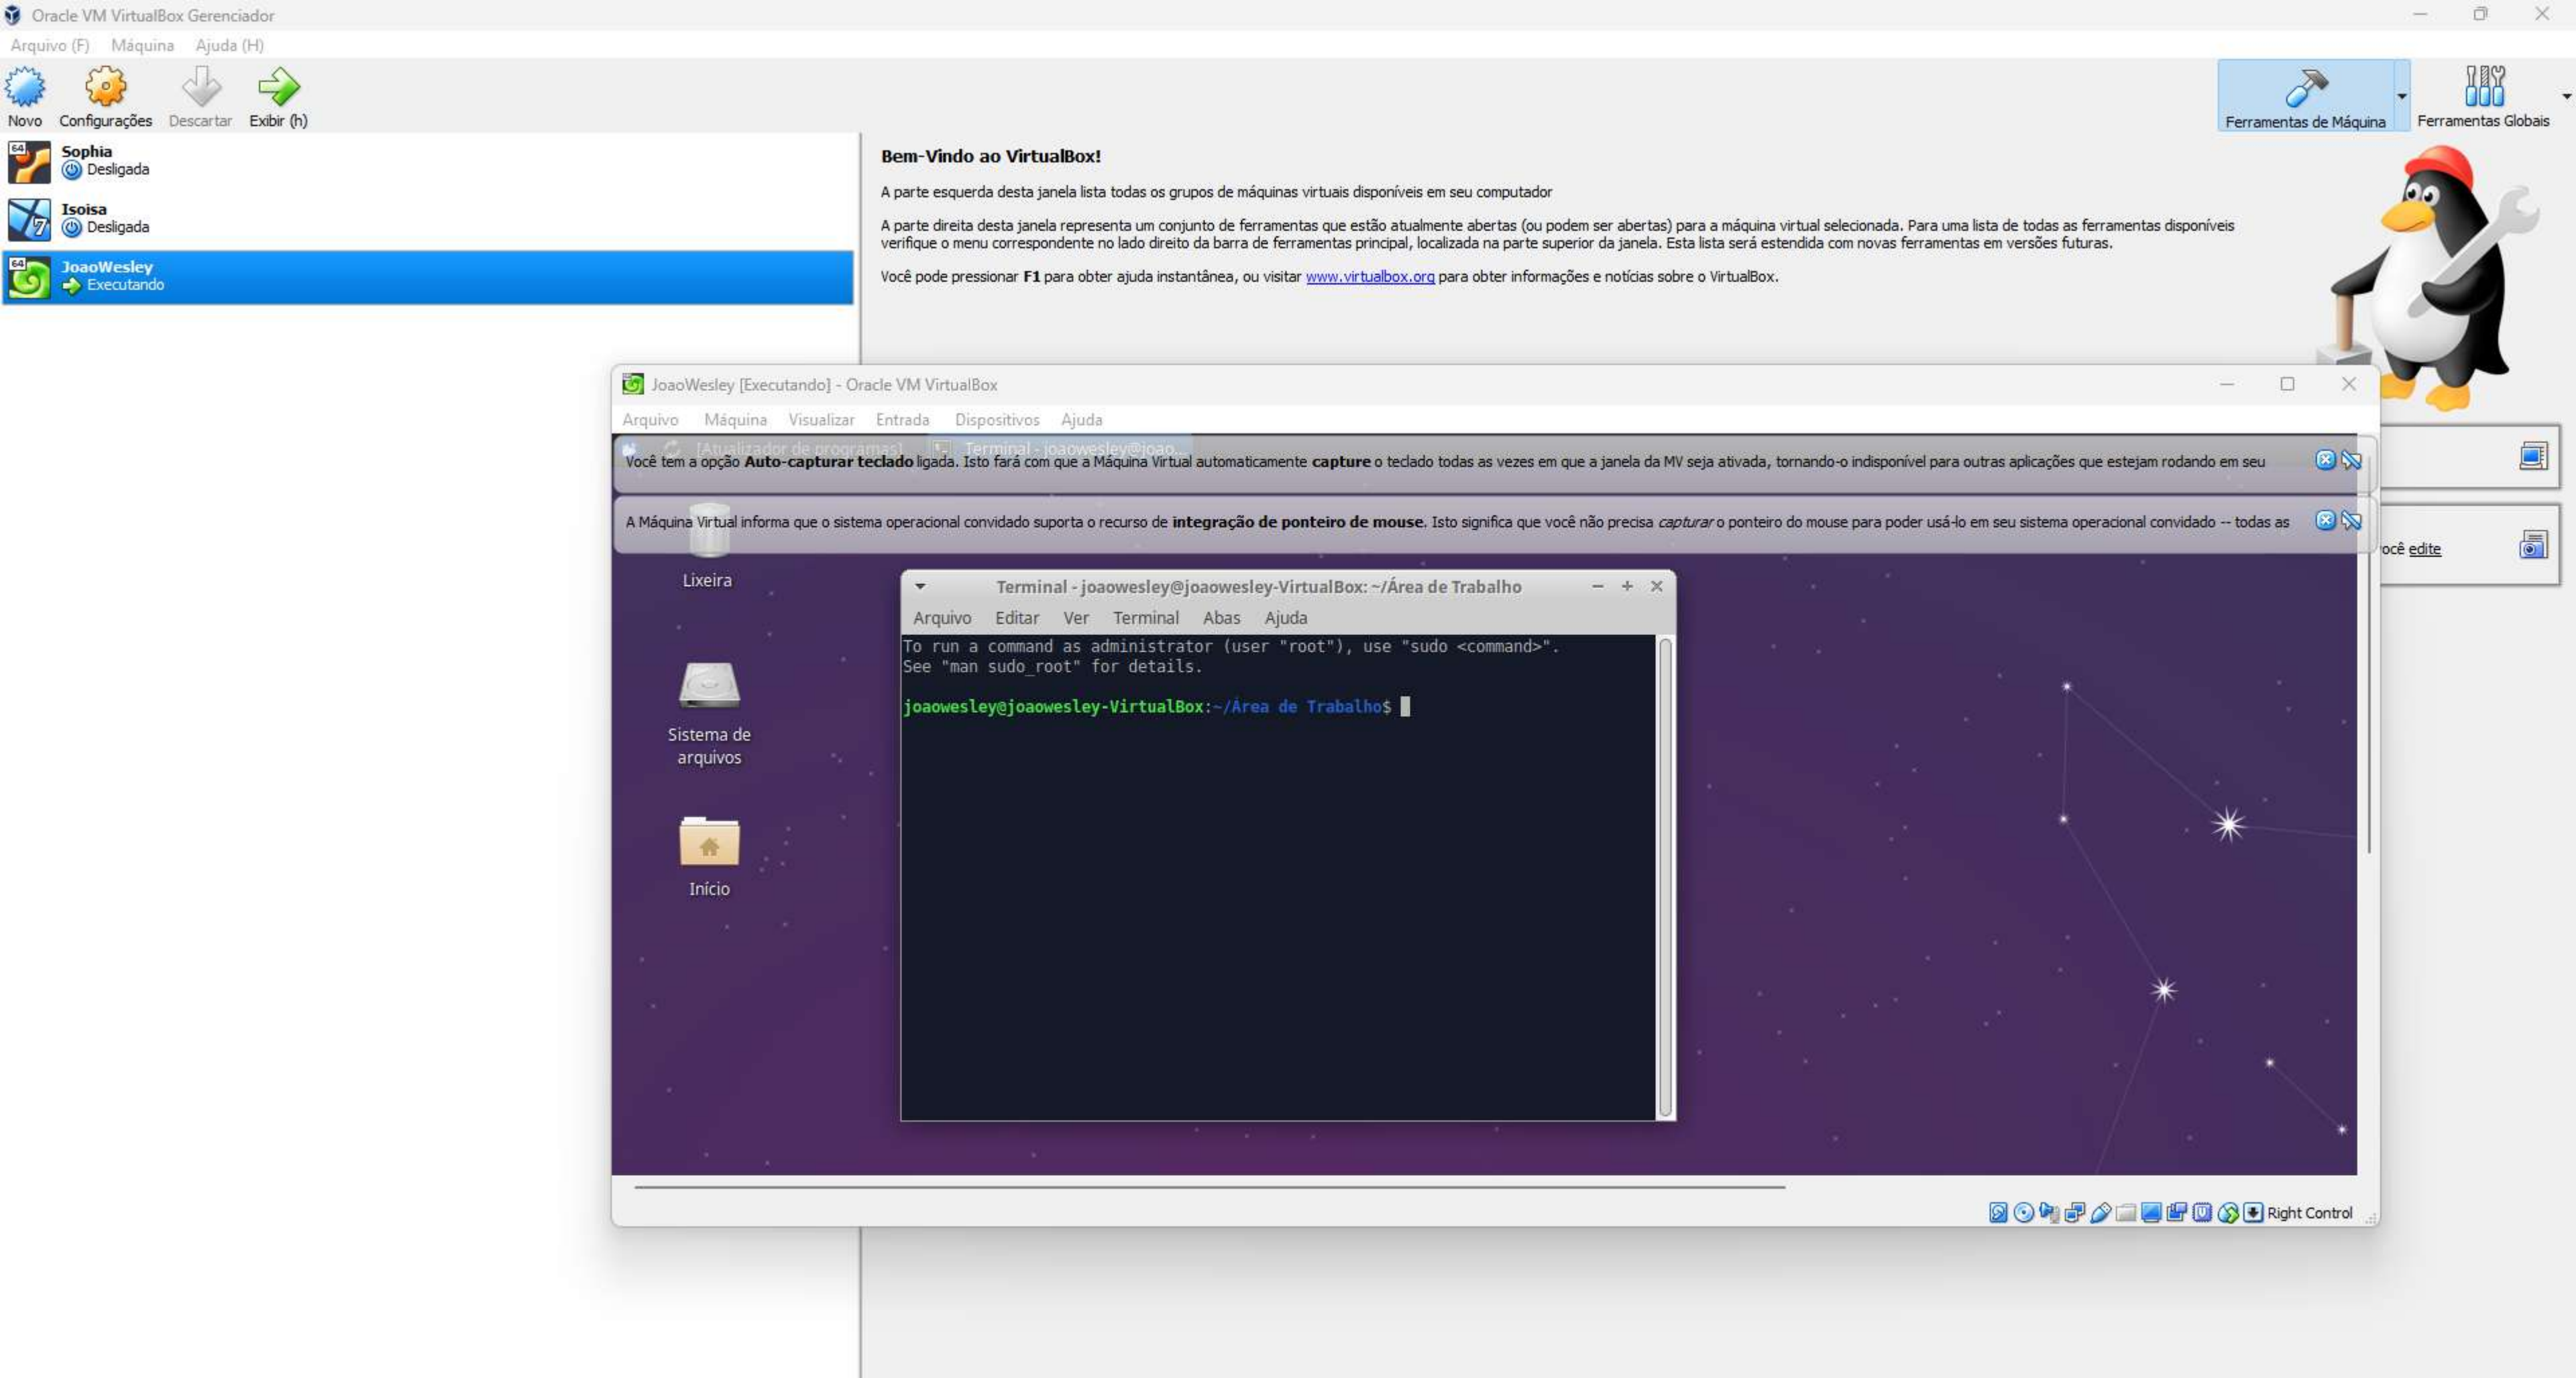 Oracle VM VirtualBox Gerenciador
Arquivo (F) Máquina Ajuda (H)
Novo Configurações Descartar Exibir (h)
Ferramentas de Máquina Ferramentas Globais
64
Sophia
Desligada
7
Isoisa
Desligada
64
JoaoWesley
Executando
Bem-Vindo ao VirtualBox!
A parte esquerda desta janela lista todas os grupos de máquinas virtuais disponíveis em seu computador
A parte direita desta janela representa um conjunto de ferramentas que estão atualmente abertas (ou podem ser abertas) para a máquina virtual selecionada. Para uma lista de todas as ferramentas disponíveis
verifique o menu correspondente no lado direito da barra de ferramentas principal, localizada na parte superior da janela. Esta lista será estendida com novas ferramentas em versões futuras.
Você pode pressionar F1 para obter ajuda instantânea, ou visitar www.virtualbox.org para obter informações e notícias sobre o VirtualBox.
JoaoWesley [Executando] - Oracle VM VirtualBox
Arquivo Máquina Visualizar Entrada Dispositivos Ajuda
[Atualizador de programas] Terminal - joaowesley@joao...
Você tem a opção Auto-capturar teclado ligada. Isto fará com que a Máquina Virtual automaticamente capture o teclado todas as vezes em que a janela da MV seja ativada, tornando-o indisponível para outras aplicações que estejam rodando em seu
A Máquina Virtual informa que o sistema operacional convidado suporta o recurso de integração de ponteiro de mouse. Isto significa que você não precisa capturar o ponteiro do mouse para poder usá-lo em seu sistema operacional convidado -- todas as
ocê edite
Lixeira
Sistema de
arquivos
Início
Terminal - joaowesley@joaowesley-VirtualBox: ~/Área de Trabalho
Arquivo Editar Ver Terminal Abas Ajuda
To run a command as administrator (user "root"), use "sudo <command>".
See "man sudo_root" for details.
joaowesley@joaowesley-VirtualBox:~/Área de Trabalho$
Right Control